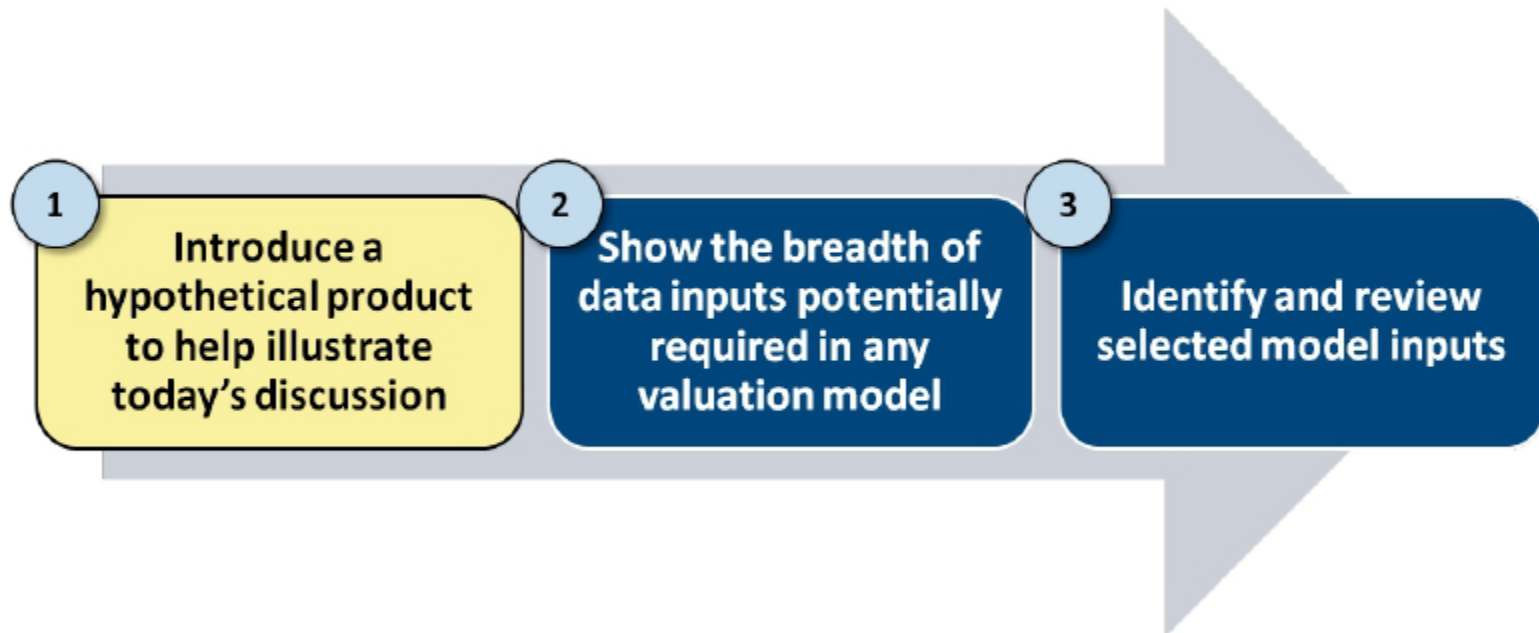 1
Introduce a
hypothetical product
to help illustrate
today's discussion
2
Show the breadth of
data inputs potentially
required in any
valuation model
3
Identify and review
selected model inputs